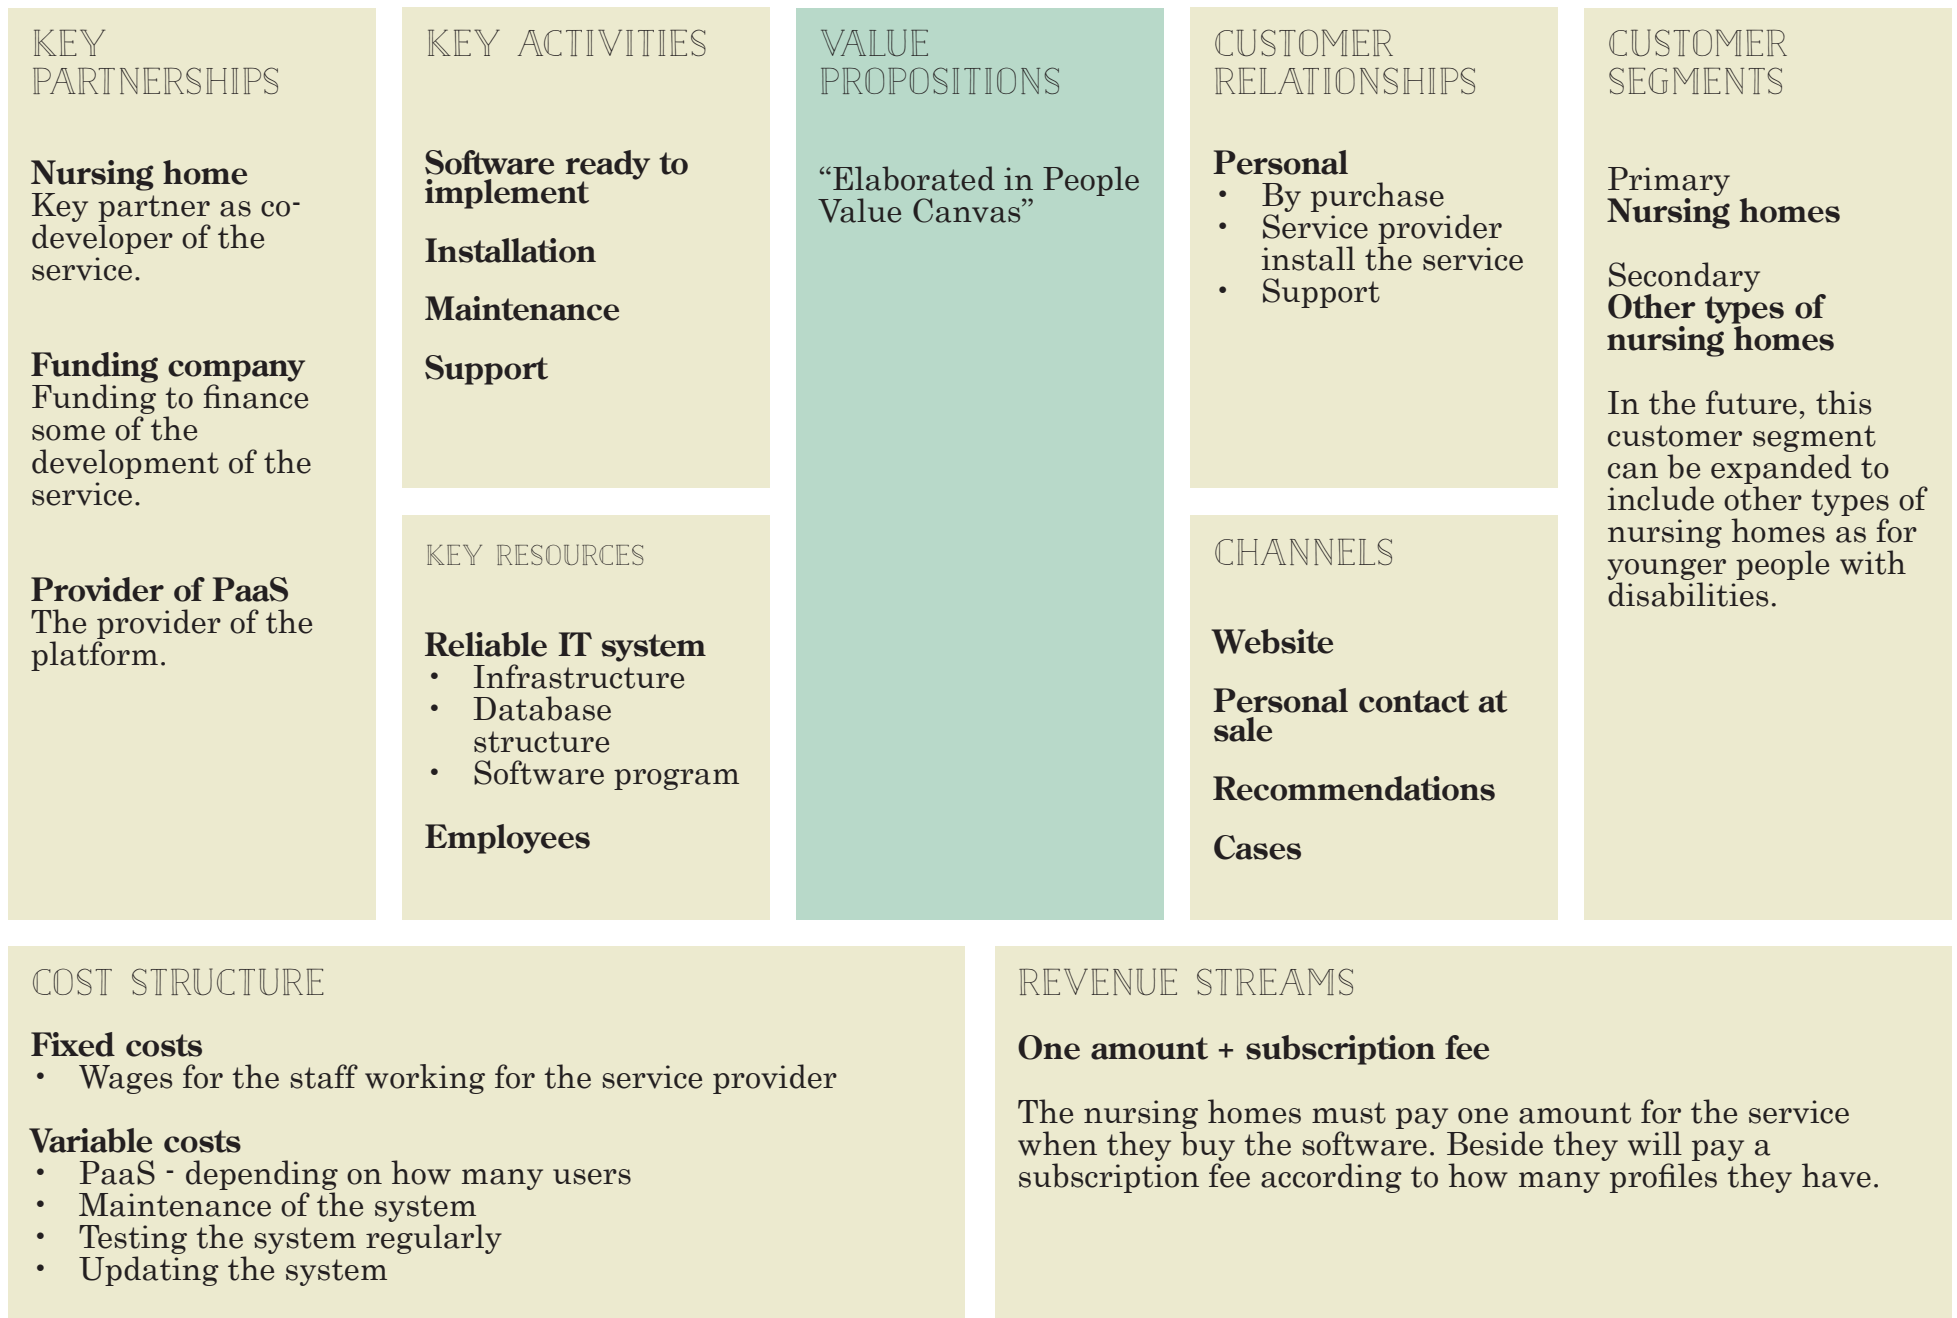 KEY
PARTNERSHIPS
Nursing home
Key partner as co-
developer of the
service.
Funding company
Funding to finance
some of the
development of the
service.
Provider of PaaS
The provider of the
platform.
KEY ACTIVITIES
Software ready to
implement
Installation
Maintenance
Support
KEY RESOURCES
Reliable IT system
• Infrastructure
• Database
structure
• Software program
Employees
VALUE
PROPOSITIONS
“Elaborated in People
Value Canvas”
CUSTOMER
RELATIONSHIPS
Personal
• By purchase
• Service provider
install the service
• Support
CHANNELS
Website
Personal contact at
sale
Recommendations
Cases
CUSTOMER
SEGMENTS
Primary
Nursing homes
Secondary
Other types of
nursing homes
In the future, this
customer segment
can be expanded to
include other types of
nursing homes as for
younger people with
disabilities.
COST STRUCTURE
Fixed costs
• Wages for the staff working for the service provider
Variable costs
• PaaS - depending on how many users
• Maintenance of the system
• Testing the system regularly
• Updating the system
REVENUE STREAMS
One amount + subscription fee
The nursing homes must pay one amount for the service
when they buy the software. Beside they will pay a
subscription fee according to how many profiles they have.